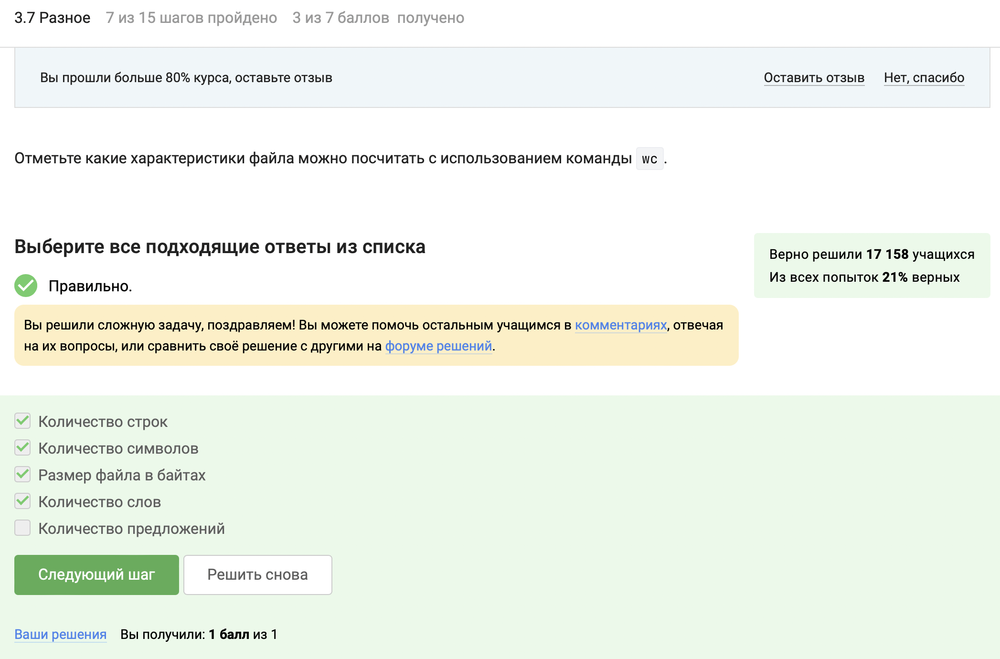 3.7 Разное 7 из 15 шагов пройдено 3 из 7 баллов получено
Вы прошли больше 80% курса, оставьте отзыв Оставить отзыв Нет, спасибо
Отметьте какие характеристики файла можно посчитать с использованием команды wc.
Выберите все подходящие ответы из списка
Верно решили 17 158 учащихся
Из всех попыток 21% верных
Правильно.
Вы решили сложную задачу, поздравляем! Вы можете помочь остальным учащимся в комментариях, отвечая
на их вопросы, или сравнить своё решение с другими на форуме решений.
Количество строк
Количество символов
Размер файла в байтах
Количество слов
Количество предложений
Следующий шаг Решить снова
Ваши решения Вы получили: 1 балл из 1